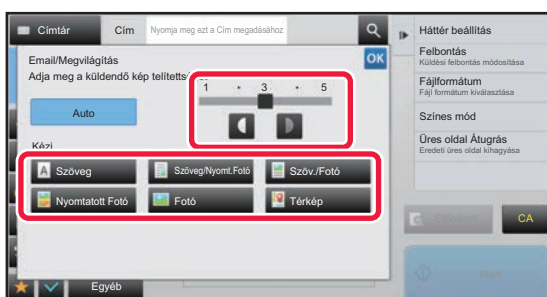 Címtár
Cím
Nyomja meg ezt a Cím megadásához
Email/Megvilágítás
Adja meg a küldendő kép
OK
1 • 3 • 5
Auto
Kézi
Szöveg
Szöveg/Nyomt.Fotó
Szöv./Fotó
Nyomtatott Fotó
Fotó
Térkép
Egyéb
Háttér beállítás
Felbontás
Küldési felbontás módosítása
Fájlformátum
Fájl formátum kiválasztása
Színes mód
Üres oldal Átugrás
Eredeti üres oldal kihagyása
Előnézet
CA
Start